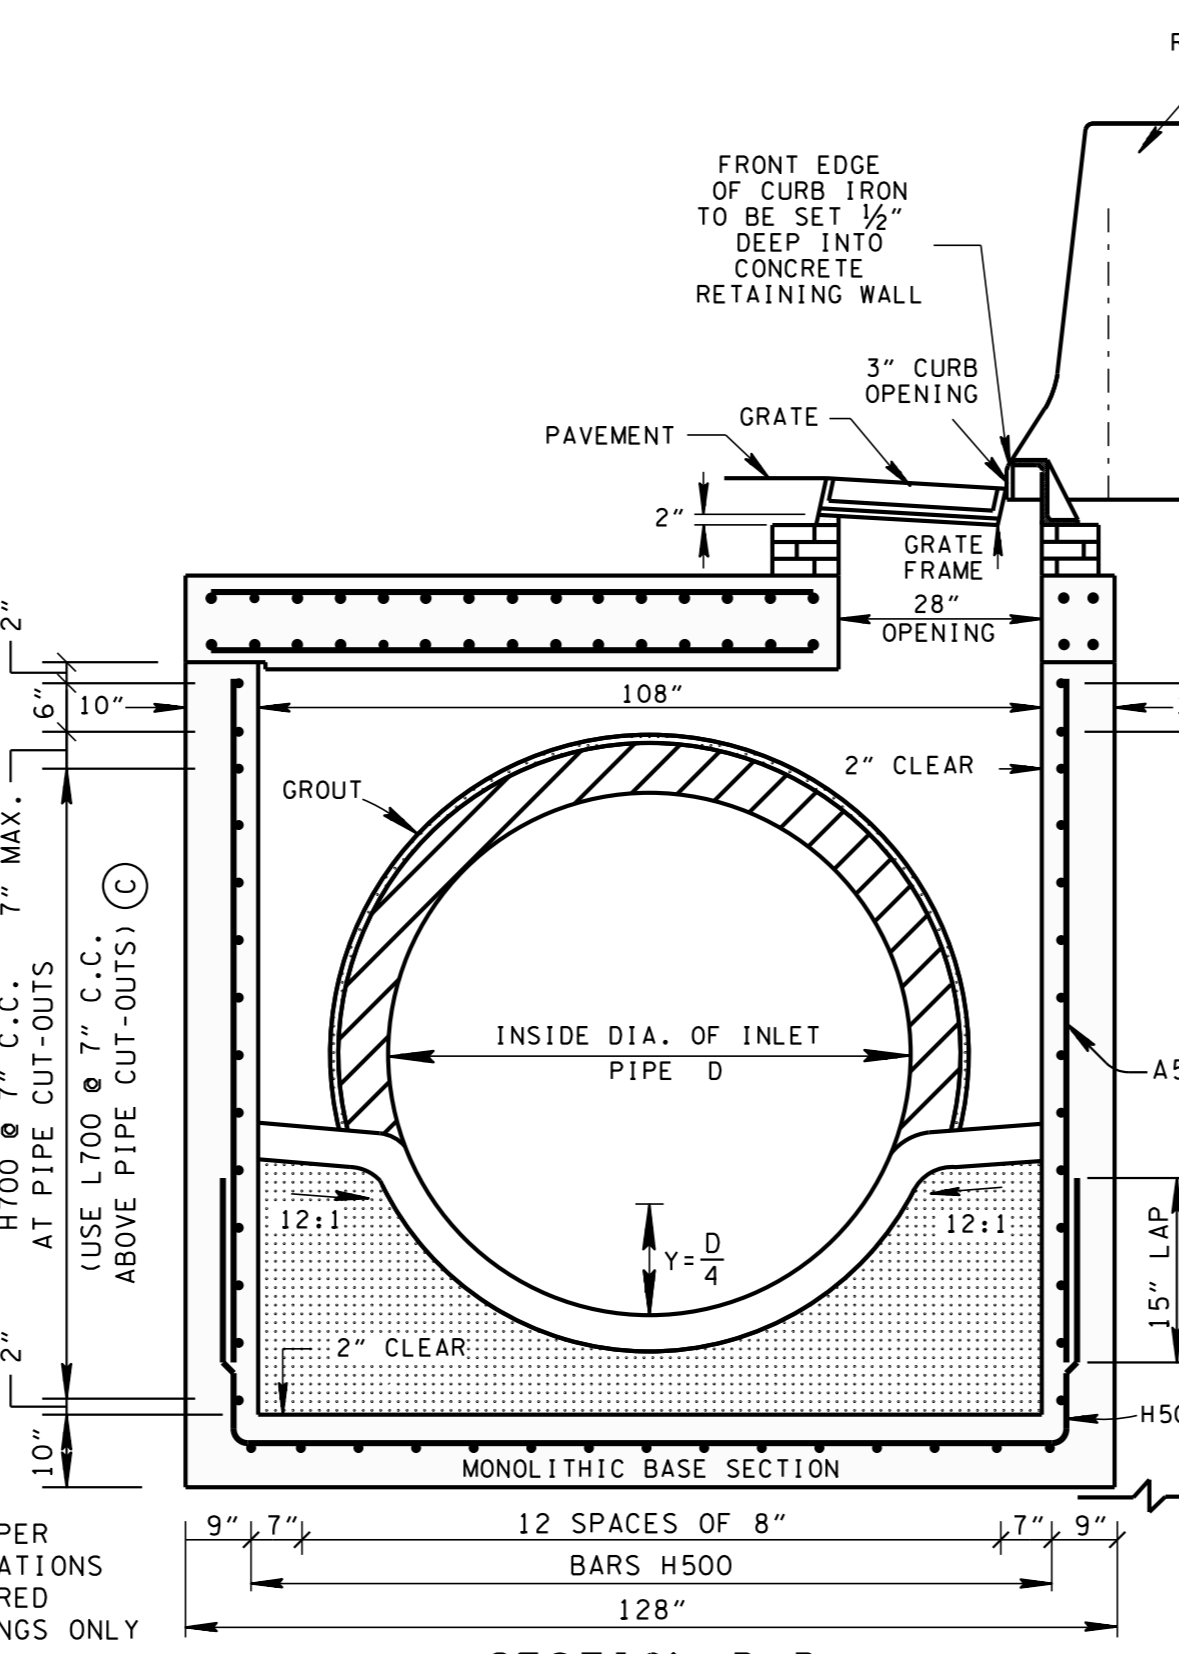 FRONT EDGE
OF CURB IRON
TO BE SET ½"
DEEP INTO
CONCRETE
RETAINING WALL
3" CURB
OPENING
GRATE
PAVEMENT
2"
GRATE
FRAME
28"
OPENING
2"
6"
10"
108"
2" CLEAR
GROUT
7" MAX.
H700 @ 7" C.C.
AT PIPE CUT-OUTS
(USE L700 @ 7" C.C.
ABOVE PIPE CUT-OUTS)
C
INSIDE DIA. OF INLET
PIPE D
A5
12:1
12:1
Y=D/4
15" LAP
2"
2" CLEAR
H50
10"
MONOLITHIC BASE SECTION
9" 7" 12 SPACES OF 8" 7" 9"
BARS H500
128"
PER
ATIONS
RED
NGS ONLY